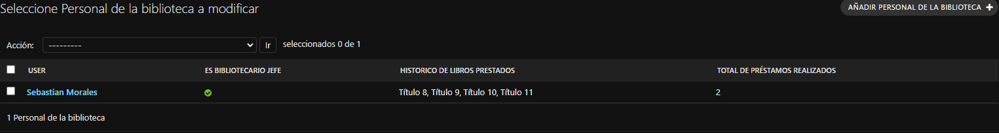 Seleccione Personal de la biblioteca a modificar
AÑADIR PERSONAL DE LA BIBLIOTECA +
Acción: --------- Ir seleccionados 0 de 1
USER ES BIBLIOTECARIO JEFE HISTORICO DE LIBROS PRESTADOS TOTAL DE PRÉSTAMOS REALIZADOS
Sebastian Morales Título 8, Título 9, Título 10, Título 11 2
1 Personal de la biblioteca